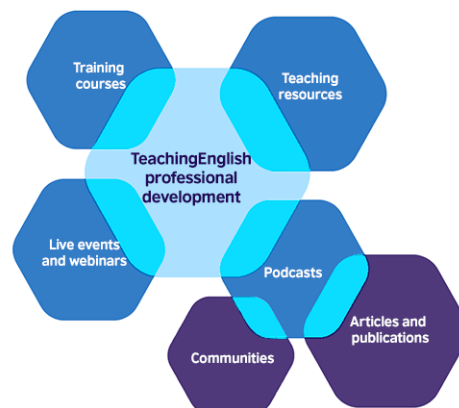 Training
courses
Teaching
resources
TeachingEnglish
professional
development
Live events
and webinars
Podcasts
Articles and
publications
Communities